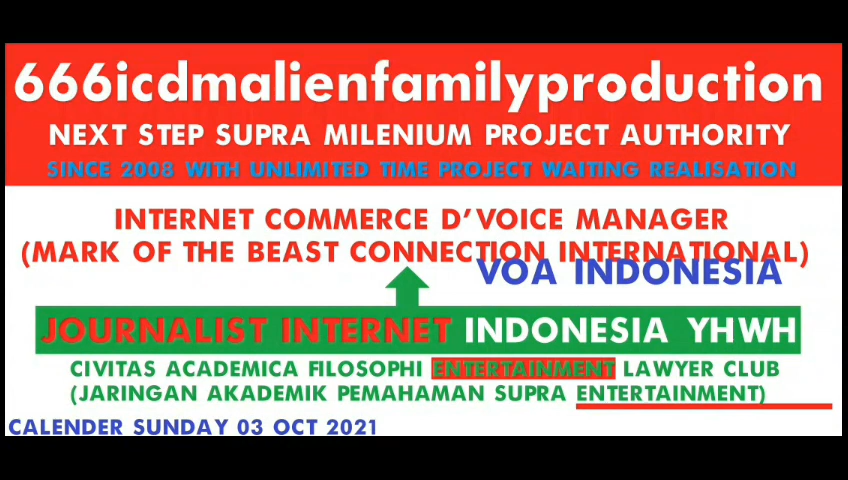 666icdmalienfamilyproduction
NEXT STEP SUPRA MILENIUM PROJECT AUTHORITY
SINCE 2008 WITH UNLIMITED TIME PROJECT WAITING REALISATION
INTERNET COMMERCE D'VOICE MANAGER
(MARK OF THE BEAST CONNECTION INTERNATIONAL)
VOA INDONESIA
JOURNALIST INTERNET INDONESIA YHWH
CIVITAS ACADEMICA FILOSOPHI ENTERTAINMENT LAWYER CLUB
(JARINGAN AKADEMIK PEMAHAMAN SUPRA ENTERTAINMENT)
CALENDER SUNDAY 03 OCT 2021